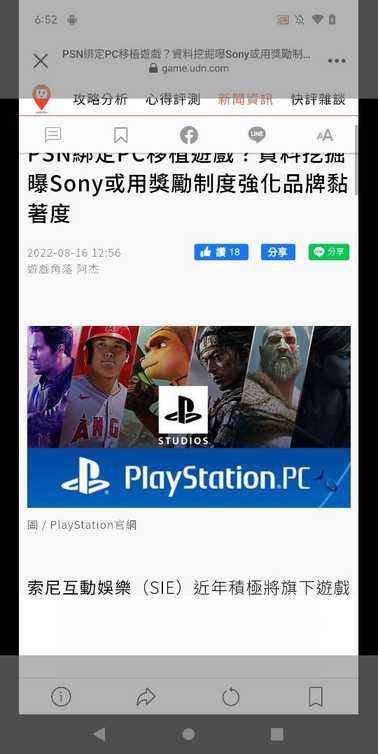 6:52
PSN綁定PC移植遊戲？資料挖掘曝Sony或用獎勵制...
game.udn.com
攻略分析 心得評測 新聞資訊 快評雜談
AA
PSN綁定PC移植遊戲？資料挖掘
曝Sony或用獎勵制度強化品牌黏
著度
2022-08-16 12:56
讚 18 分享 分享
遊戲角落 阿杰
ANG
STUDIOS
PlayStation.PC
圖 / PlayStation官網
索尼互動娛樂（SIE）近年積極將旗下遊戲